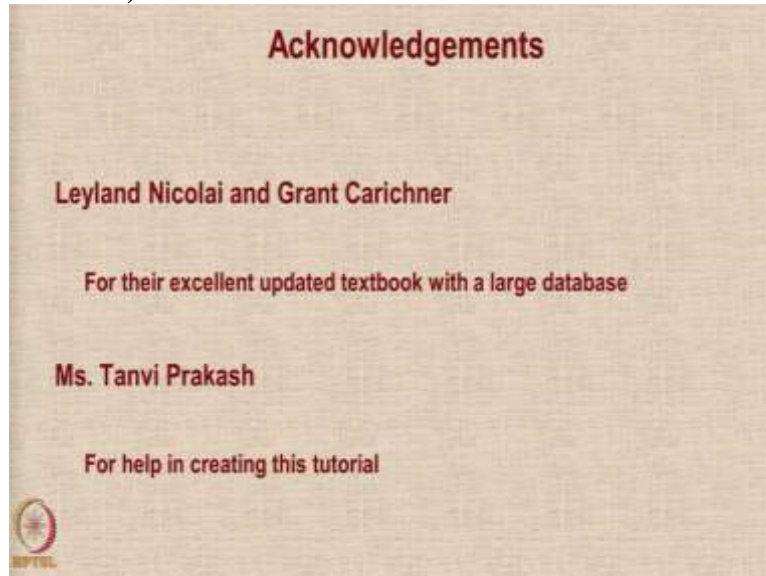 Acknowledgements
Leyland Nicolai and Grant Carichner
For their excellent updated textbook with a large database
Ms. Tanvi Prakash
For help in creating this tutorial
NPTEL